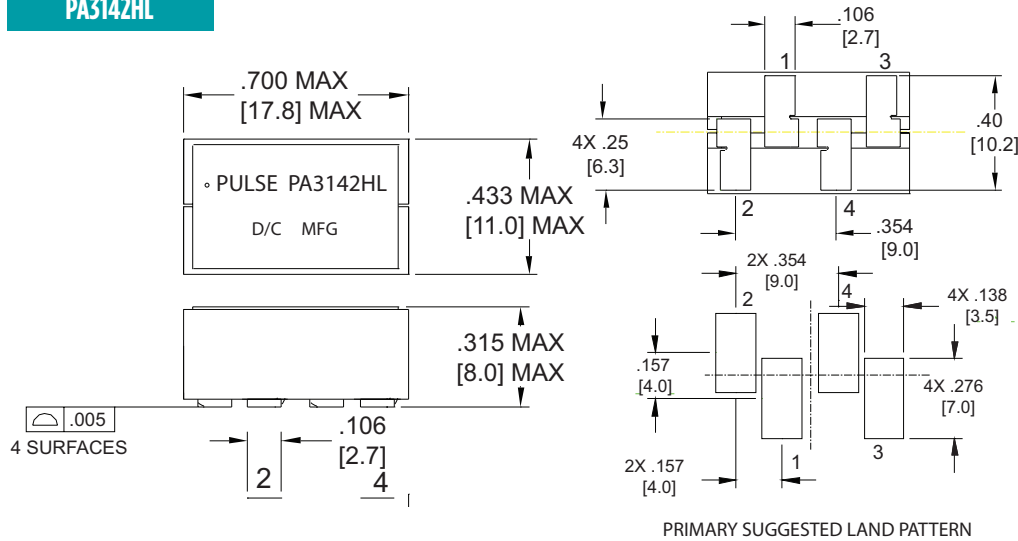 PA3142HL
.700 MAX
[17.8] MAX
PULSE PA3142HL
D/C MFG
.433 MAX
[11.0] MAX
.315 MAX
[8.0] MAX
.005
4 SURFACES
.106
[2.7]
2
4
.106
[2.7]
1
3
4X .25
[6.3]
.40
[10.2]
2
4
.354
[9.0]
2X .354
[9.0]
2
4
4X .138
[3.5]
.157
[4.0]
4X .276
[7.0]
2X .157
[4.0]
1
3
PRIMARY SUGGESTED LAND PATTERN